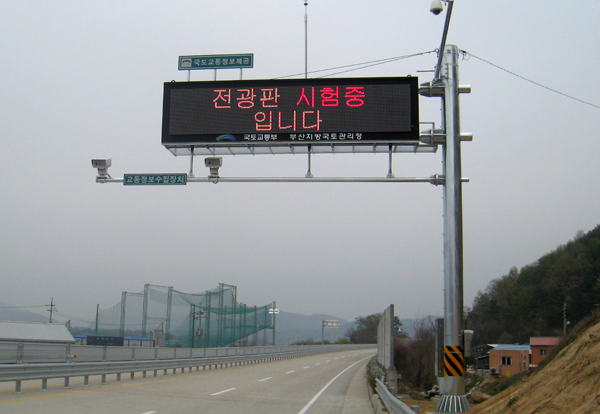 국도교통정보제공
전광판 시험중
입니다
국토교통부 부산지방국토관리청
교통정보수집장치